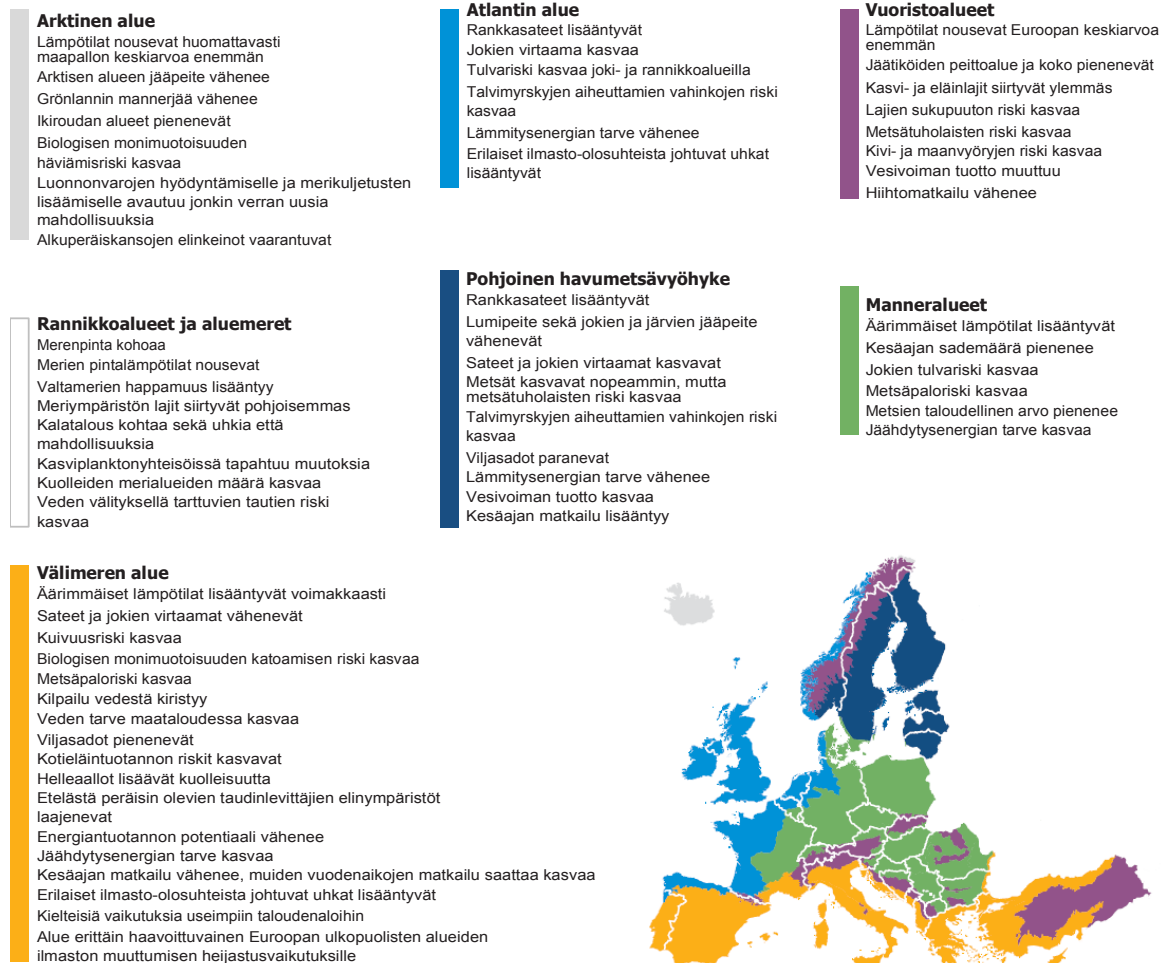 Arktinen alue
Lämpötilat nousevat huomattavasti
maapallon keskiarvoa enemmän
Arktisen alueen jääpeite vähenee
Grönlannin mannerjää vähenee
Ikiroudan alueet pienenevät
Biologisen monimuotoisuuden
häviämisriski kasvaa
Luonnonvarojen hyödyntämiselle ja merikuljetusten
lisäämiselle avautuu jonkin verran uusia
mahdollisuuksia
Alkuperäiskansojen elinkeinot vaarantuvat
Atlantin alue
Rankkasateet lisääntyvät
Jokien virtaama kasvaa
Tulvariski kasvaa joki- ja rannikkoalueilla
Talvimyrskyjen aiheuttamien vahinkojen riski
kasvaa
Lämmitysenergian tarve vähenee
Erilaiset ilmasto-olosuhteista johtuvat uhkat
lisääntyvät
Vuoristoalueet
Lämpötilat nousevat Euroopan keskiarvoa
enemmän
Jäätiköiden peittoalue ja koko pienenevät
Kasvi- ja eläinlajit siirtyvät ylemmäs
Lajien sukupuuton riski kasvaa
Metsätuholaisten riski kasvaa
Kivi- ja maanvyöryjen riski kasvaa
Vesivoiman tuotto muuttuu
Hiihtomatkailu vähenee
Rannikkoalueet ja aluemeret
Merenpinta kohoaa
Merien pintalämpötilat nousevat
Valtamerien happamuus lisääntyy
Meriympäristön lajit siirtyvät pohjoisemmas
Kalatalous kohtaa sekä uhkia että
mahdollisuuksia
Kasviplanktonyhteisöissä tapahtuu muutoksia
Kuolleiden merialueiden määrä kasvaa
Veden välityksellä tarttuvien tautien riski
kasvaa
Pohjoinen havumetsävyöhyke
Rankkasateet lisääntyvät
Lumipeite sekä jokien ja järvien jääpeite
vähenevät
Sateet ja jokien virtaamat kasvavat
Metsät kasvavat nopeammin, mutta
metsätuholaisten riski kasvaa
Talvimyrskyjen aiheuttamien vahinkojen riski
kasvaa
Viljasadot paranevat
Lämmitysenergian tarve vähenee
Vesivoiman tuotto kasvaa
Kesäajan matkailu lisääntyy
Manneralueet
Äärimmäiset lämpötilat lisääntyvät
Kesäajan sademäärä pienenee
Jokien tulvariski kasvaa
Metsäpaloriski kasvaa
Metsien taloudellinen arvo pienenee
Jäähdytysenergian tarve kasvaa
Välimeren alue
Äärimmäiset lämpötilat lisääntyvät voimakkaasti
Sateet ja jokien virtaamat vähenevät
Kuivuusriski kasvaa
Biologisen monimuotoisuuden katoamisen riski kasvaa
Metsäpaloriski kasvaa
Kilpailu vedestä kiristyy
Veden tarve maataloudessa kasvaa
Viljasadot pienenevät
Kotieläintuotannon riskit kasvavat
Helleaallot lisäävät kuolleisuutta
Etelästä peräisin olevien taudinlevittäjien elinympäristöt
laajenevat
Energiantuotannon potentiaali vähenee
Jäähdytysenergian tarve kasvaa
Kesäajan matkailu vähenee, muiden vuodenaikojen matkailu saattaa kasvaa
Erilaiset ilmasto-olosuhteista johtuvat uhkat lisääntyvät
Kielteisiä vaikutuksia useimpiin taloudenaloihin
Alue erittäin haavoittuvainen Euroopan ulkopuolisten alueiden
ilmaston muuttumisen heijastusvaikutuksille